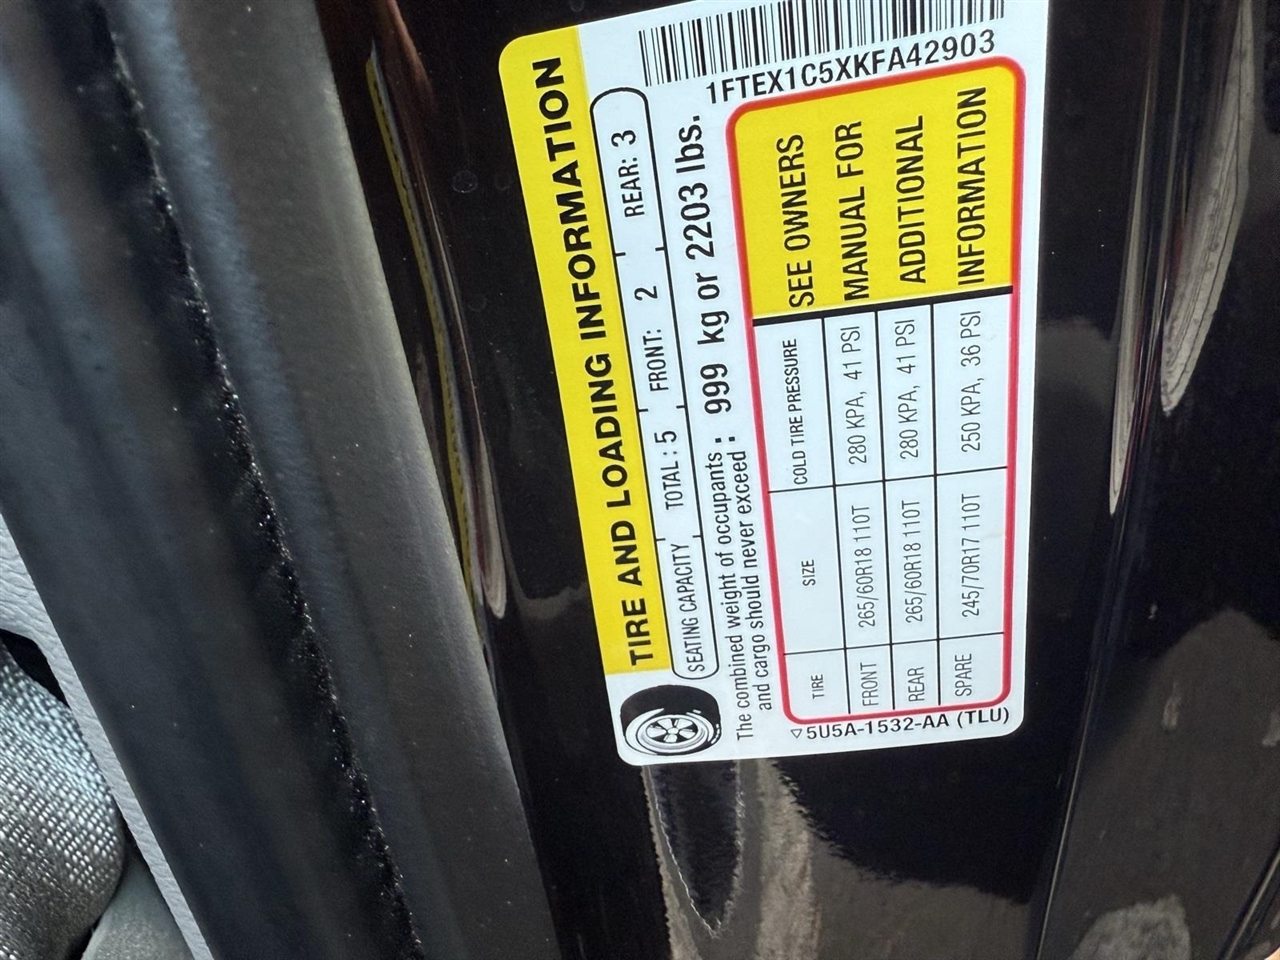 1FTEX1C5XKFA42903
TIRE AND LOADING INFORMATION
SEATING CAPACITY TOTAL : 5 FRONT: 2 REAR: 3
The combined weight of occupants : 999 kg or 2203 lbs.
and cargo should never exceed :
TIRE SIZE COLD TIRE PRESSURE
FRONT 265/60R18 110T 280 KPA, 41 PSI
REAR 265/60R18 110T 280 KPA, 41 PSI
SPARE 245/70R17 110T 250 KPA, 36 PSI
SEE OWNERS
MANUAL FOR
ADDITIONAL
INFORMATION
5U5A-1532-AA (TLU)